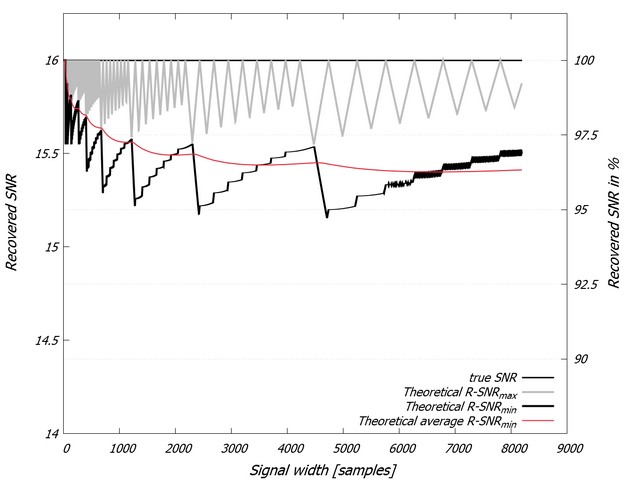 16
15.5
15
14.5
14
Recovered SNR
100
97.5
95
92.5
90
Recovered SNR in %
true SNR
Theoretical R-SNRmax
Theoretical R-SNRmin
Theoretical average R-SNRmin
0 1000 2000 3000 4000 5000 6000 7000 8000 9000
Signal width [samples]